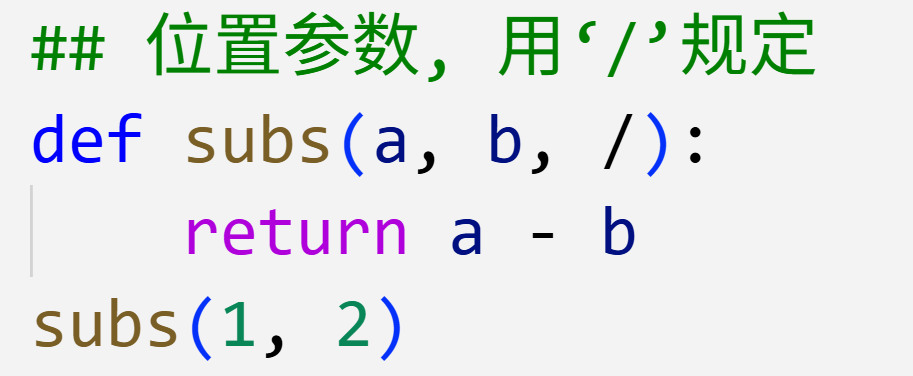 ## 位置参数, 用‘/’规定
def subs(a, b, /):
    return a - b
subs(1, 2)